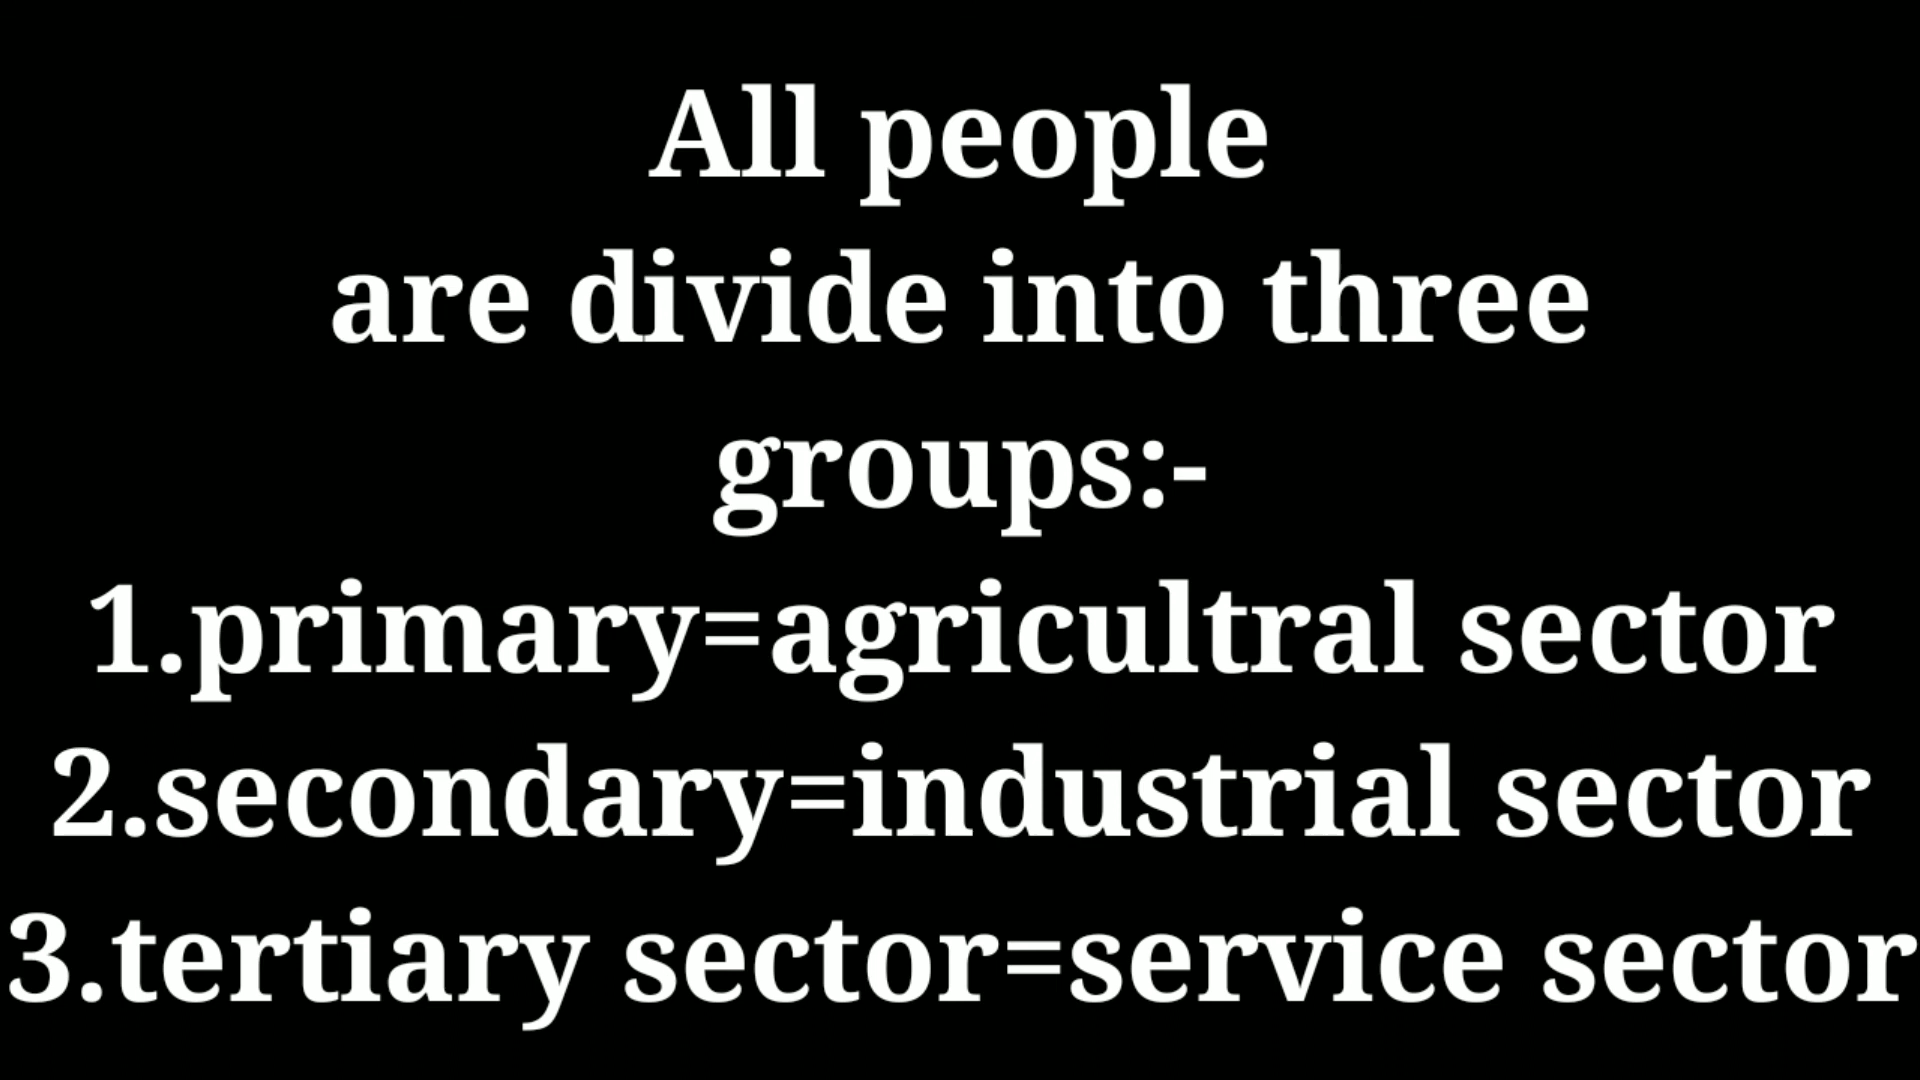 All people
are divide into three
groups:-
1.primary=agricultral sector
2.secondary=industrial sector
3.tertiary sector=service sector